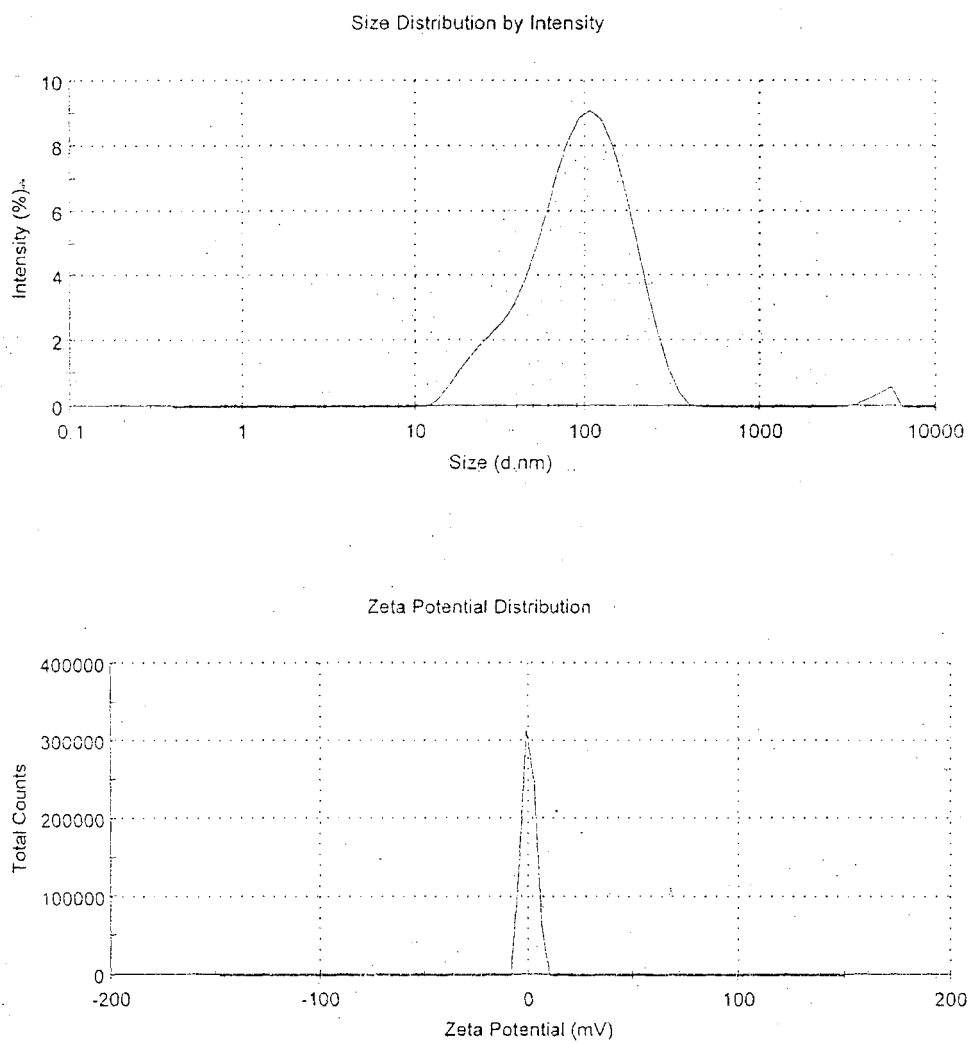 Size Distribution by Intensity
10
8
6
4
2
0
Intensity (%)
0.1 1 10 100 1000 10000
Size (d.nm)
Zeta Potential Distribution
400000
300000
200000
100000
0
Total Counts
-200 -100 0 100 200
Zeta Potential (mV)